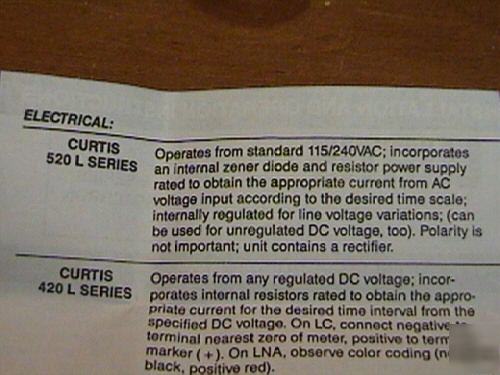 ELECTRICAL:
CURTIS
520 L SERIES
Operates from standard 115/240VAC; incorporates
an internal zener diode and resistor power supply
rated to obtain the appropriate current from AC
voltage input according to the desired time scale;
internally regulated for line voltage variations; (can
be used for unregulated DC voltage, too). Polarity is
not important; unit contains a rectifier.
CURTIS
420 L SERIES
Operates from any regulated DC voltage; incor-
porates internal resistors rated to obtain the appro-
priate current for the desired time interval from the
specified DC voltage. On LC, connect negative
terminal nearest zero of meter, positive to
marker (+). On LNA, observe color coding
black, positive red).